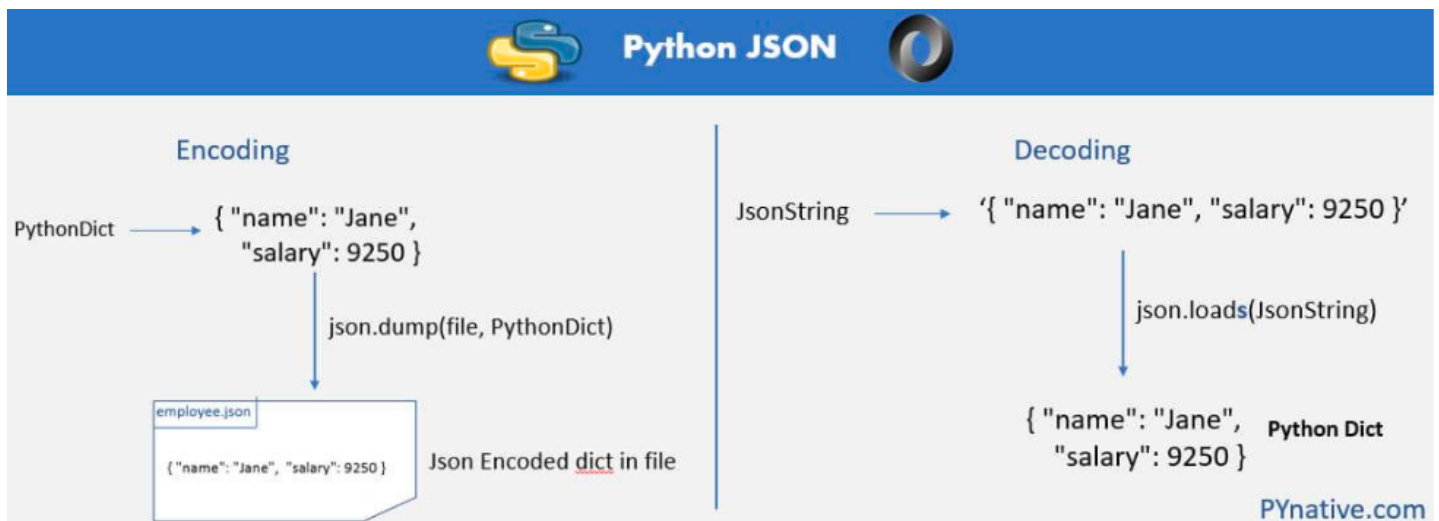 Python JSON
Encoding
PythonDict
{ "name": "Jane",
"salary": 9250 }
json.dump(file, PythonDict)
employee.json
{ "name": "Jane", "salary": 9250 }
Json Encoded dict in file
Decoding
JsonString
‘{ "name": "Jane", "salary": 9250 }’
json.loads(JsonString)
{ "name": "Jane",
"salary": 9250 }
Python Dict
PYnative.com